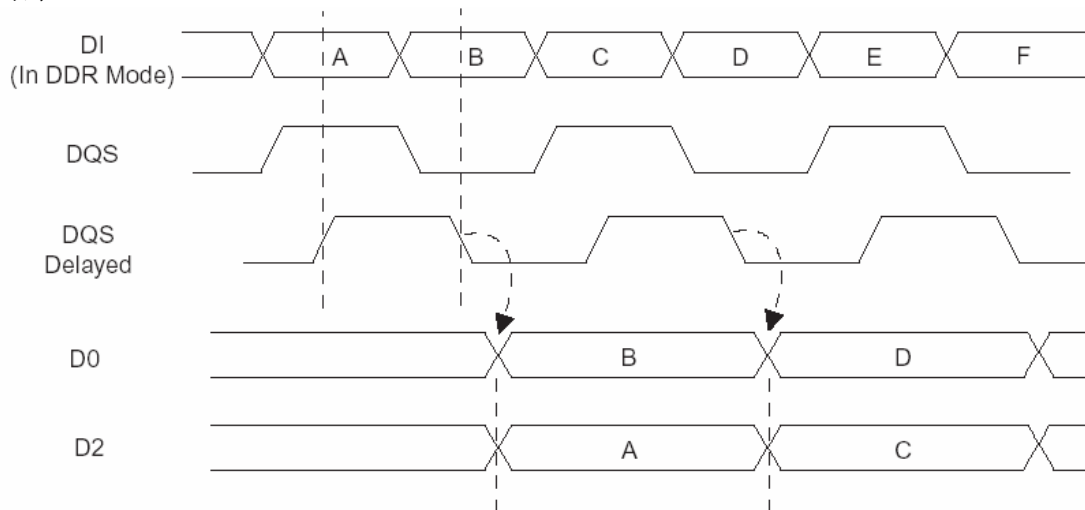 DI
(In DDR Mode)
A B C D E F
DQS
DQS
Delayed
D0
B D
D2
A C